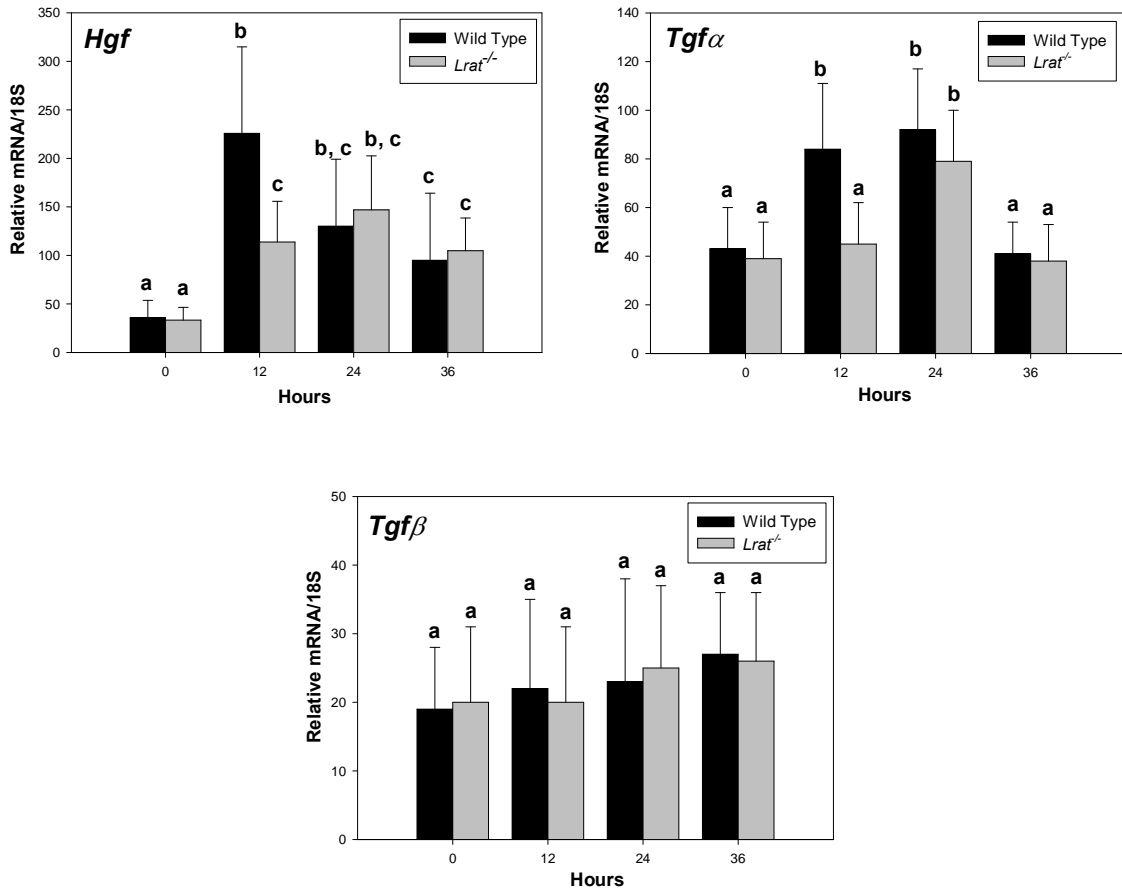 Hgf
Wild Type
Lrat-/-
Relative mRNA/18S
350
300
250
200
150
100
50
0
a
a
b
c
b, c
b, c
c
c
0
12
24
36
Hours
Tgfα
Wild Type
Lrat-/-
Relative mRNA/18S
140
120
100
80
60
40
20
0
a
a
b
a
b
b
a
a
0
12
24
36
Hours
Tgfβ
Wild Type
Lrat-/-
Relative mRNA/18S
50
40
30
20
10
0
a
a
a
a
a
a
a
a
0
12
24
36
Hours